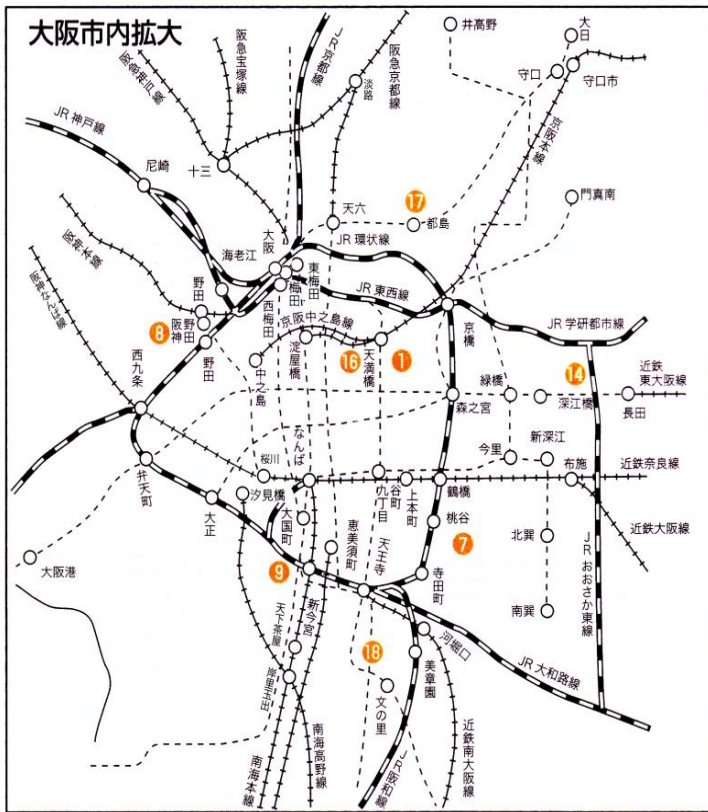 大阪市内拡大
阪急神戸線
阪急宝塚線
JR京都線
阪急京都線
淡路
井高野
大日
守口
守口市
京阪本線
JR神戸線
尼崎
十三
門真南
⑰
天六
都島
大阪
JR環状線
海老江
阪神本線
阪神なんば線
野田
東梅田
梅田
西梅田
JR東西線
京橋
JR学研都市線
⑧
阪神野田
野田
京阪中之島線
淀屋橋
⑯
天満橋
①
中之島
西九条
森之宮
緑橋
⑭
深江橋
近鉄東大阪線
長田
なんば
桜川
今里
新深江
布施
近鉄奈良線
弁天町
大正
汐見橋
大国町
恵美須町
谷町九丁目
上本町
鶴橋
桃谷
⑦
北巽
近鉄大阪線
JRおおさか東線
大阪港
⑨
天王寺
寺田町
南巽
新今宮
天下茶屋
岸里玉出
⑱
文の里
美章園
河堀口
JR大和路線
南海本線
南海高野線
JR阪和線
近鉄南大阪線